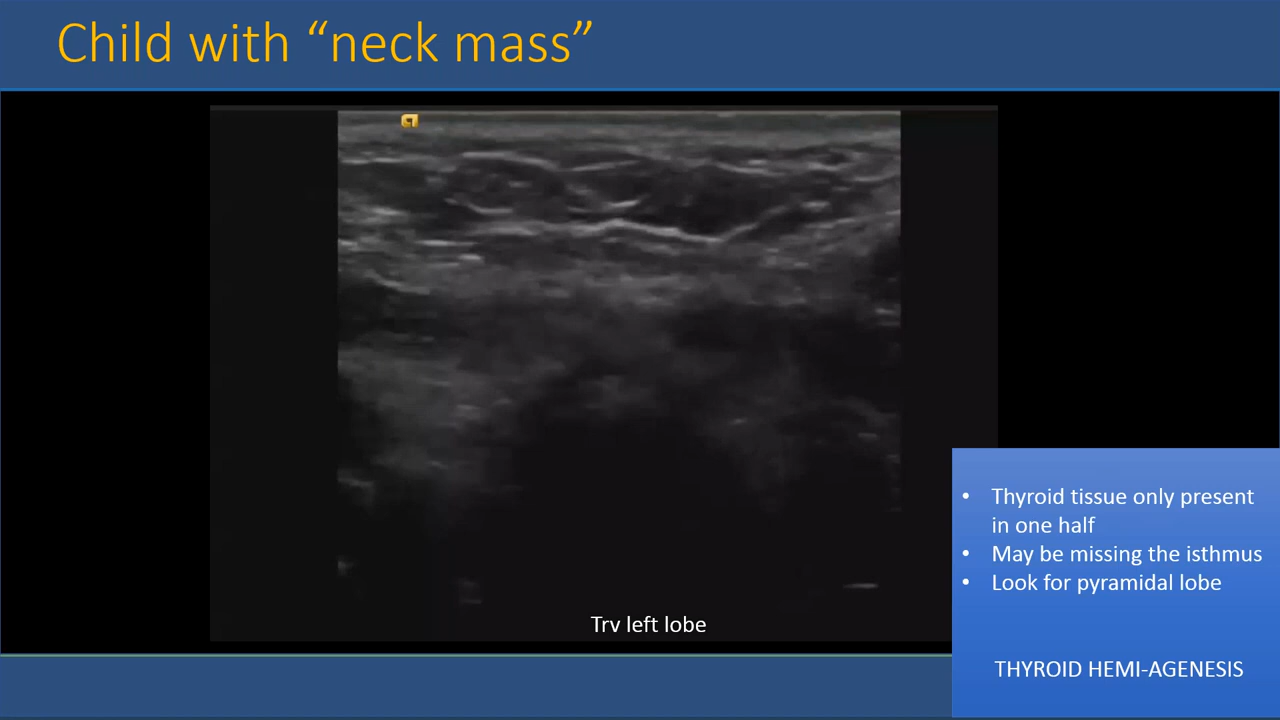 Child with “neck mass”
Trv left lobe
• Thyroid tissue only present
in one half
• May be missing the isthmus
• Look for pyramidal lobe
THYROID HEMI-AGENESIS